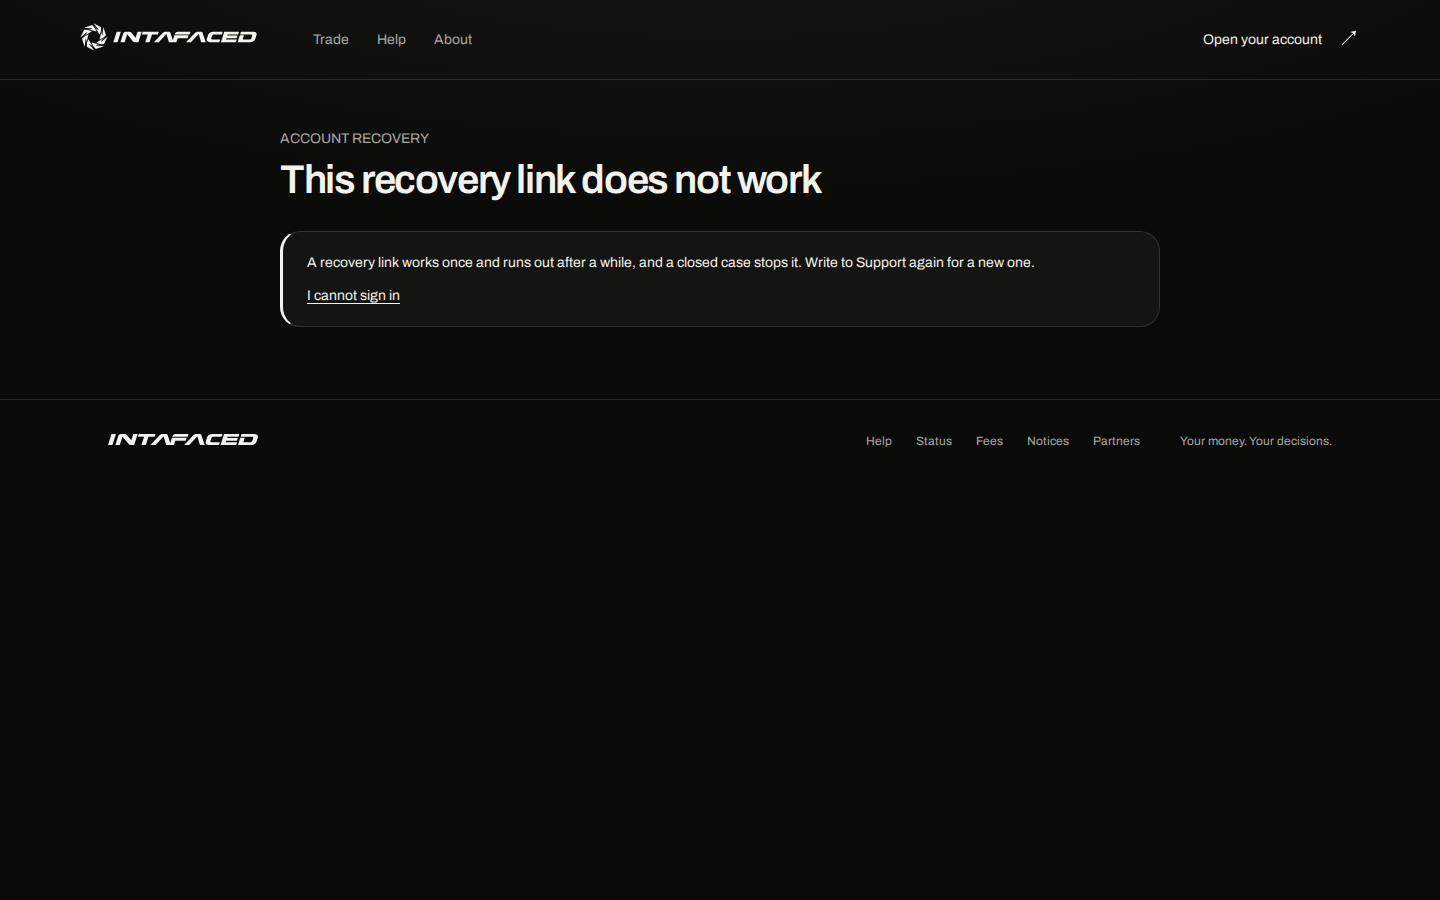 INTAFACED
Trade
Help
About
Open your account
ACCOUNT RECOVERY
This recovery link does not work
A recovery link works once and runs out after a while, and a closed case stops it. Write to Support again for a new one.
I cannot sign in
INTAFACED
Help
Status
Fees
Notices
Partners
Your money. Your decisions.